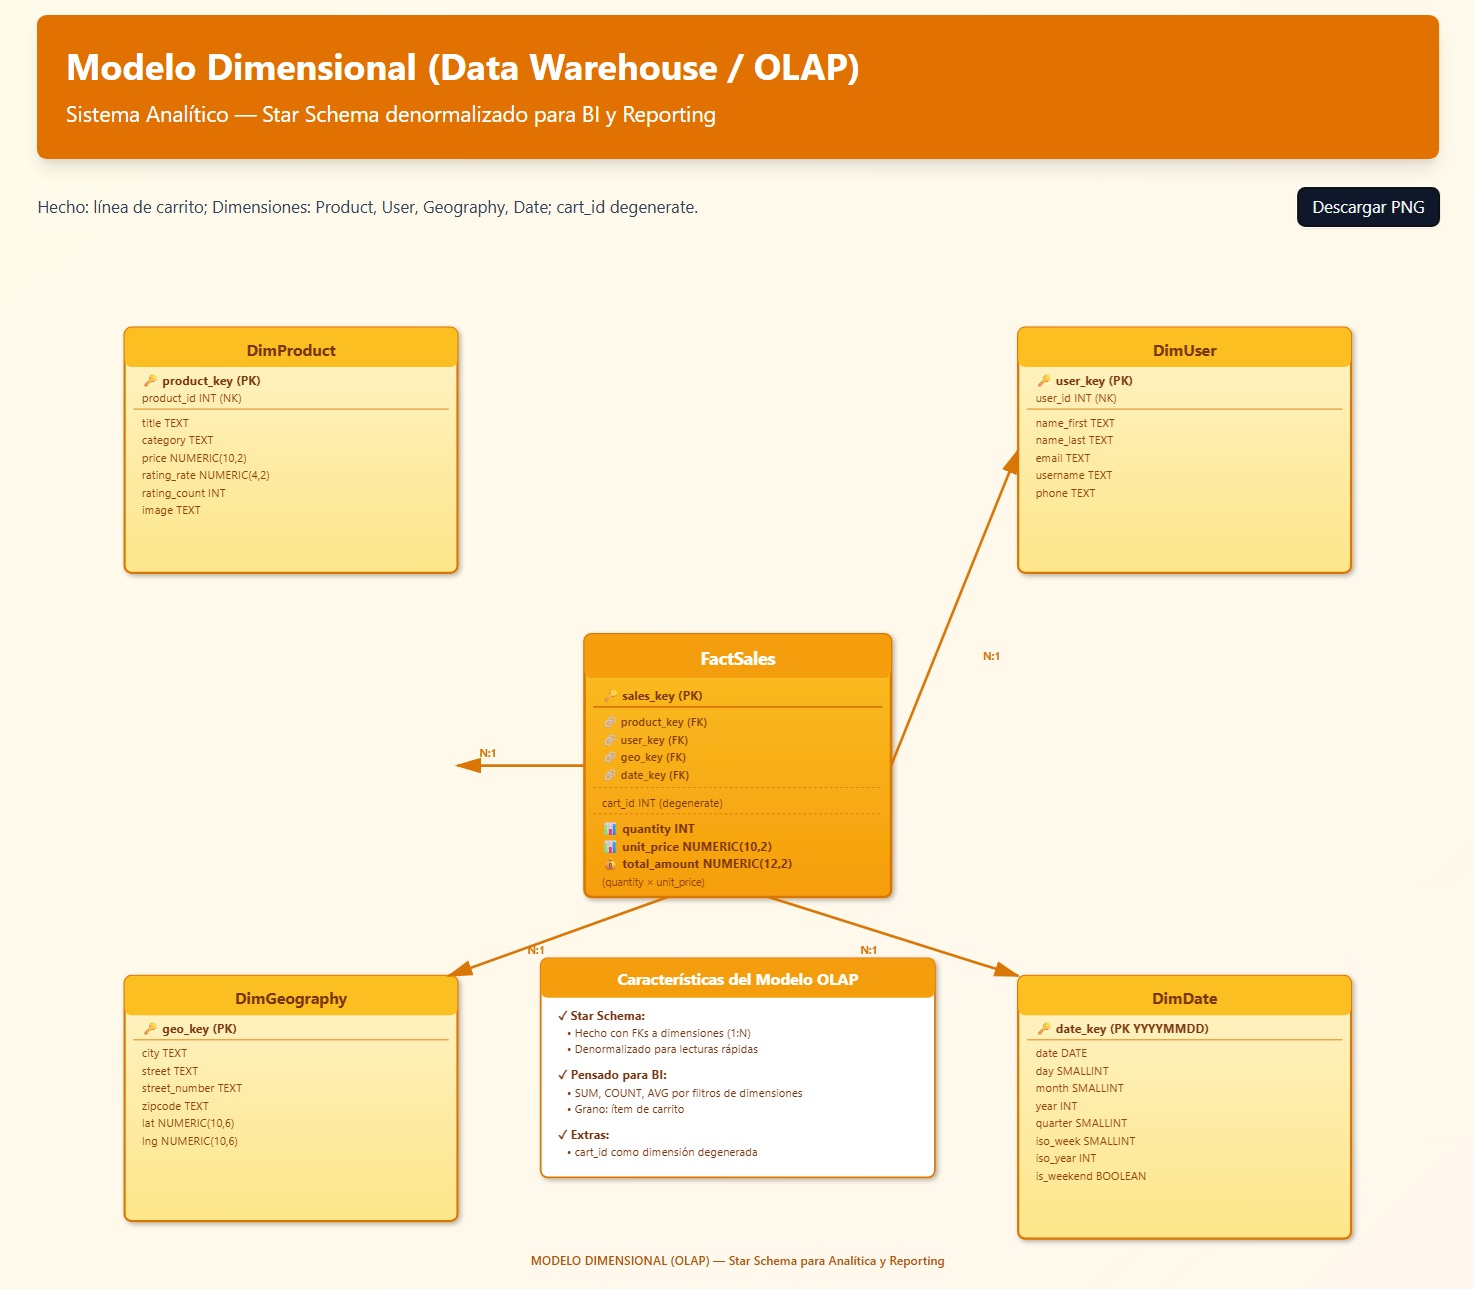 Modelo Dimensional (Data Warehouse / OLAP)
Sistema Analítico — Star Schema denormalizado para BI y Reporting
Hecho: línea de carrito; Dimensiones: Product, User, Geography, Date; cart_id degenerate.
Descargar PNG
DimProduct
🔑 product_key (PK)
product_id INT (NK)
title TEXT
category TEXT
price NUMERIC(10,2)
rating_rate NUMERIC(4,2)
rating_count INT
image TEXT
DimUser
🔑 user_key (PK)
user_id INT (NK)
name_first TEXT
name_last TEXT
email TEXT
username TEXT
phone TEXT
N:1
FactSales
🔑 sales_key (PK)
🔗 product_key (FK)
🔗 user_key (FK)
🔗 geo_key (FK)
🔗 date_key (FK)
cart_id INT (degenerate)
📊 quantity INT
📊 unit_price NUMERIC(10,2)
💰 total_amount NUMERIC(12,2)
(quantity × unit_price)
N:1
N:1
N:1
DimGeography
🔑 geo_key (PK)
city TEXT
street TEXT
street_number TEXT
zipcode TEXT
lat NUMERIC(10,6)
lng NUMERIC(10,6)
Características del Modelo OLAP
✓ Star Schema:
• Hecho con FKs a dimensiones (1:N)
• Denormalizado para lecturas rápidas
✓ Pensado para BI:
• SUM, COUNT, AVG por filtros de dimensiones
• Grano: ítem de carrito
✓ Extras:
• cart_id como dimensión degenerada
DimDate
🔑 date_key (PK YYYYMMDD)
date DATE
day SMALLINT
month SMALLINT
year INT
quarter SMALLINT
iso_week SMALLINT
iso_year INT
is_weekend BOOLEAN
MODELO DIMENSIONAL (OLAP) — Star Schema para Analítica y Reporting